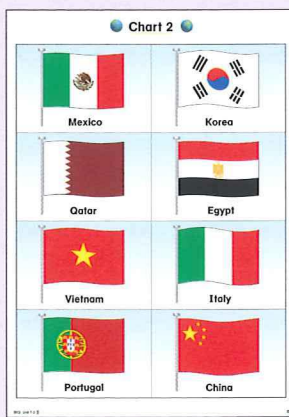 Chart 2
Mexico
Korea
Qatar
Egypt
Vietnam
Italy
Portugal
China